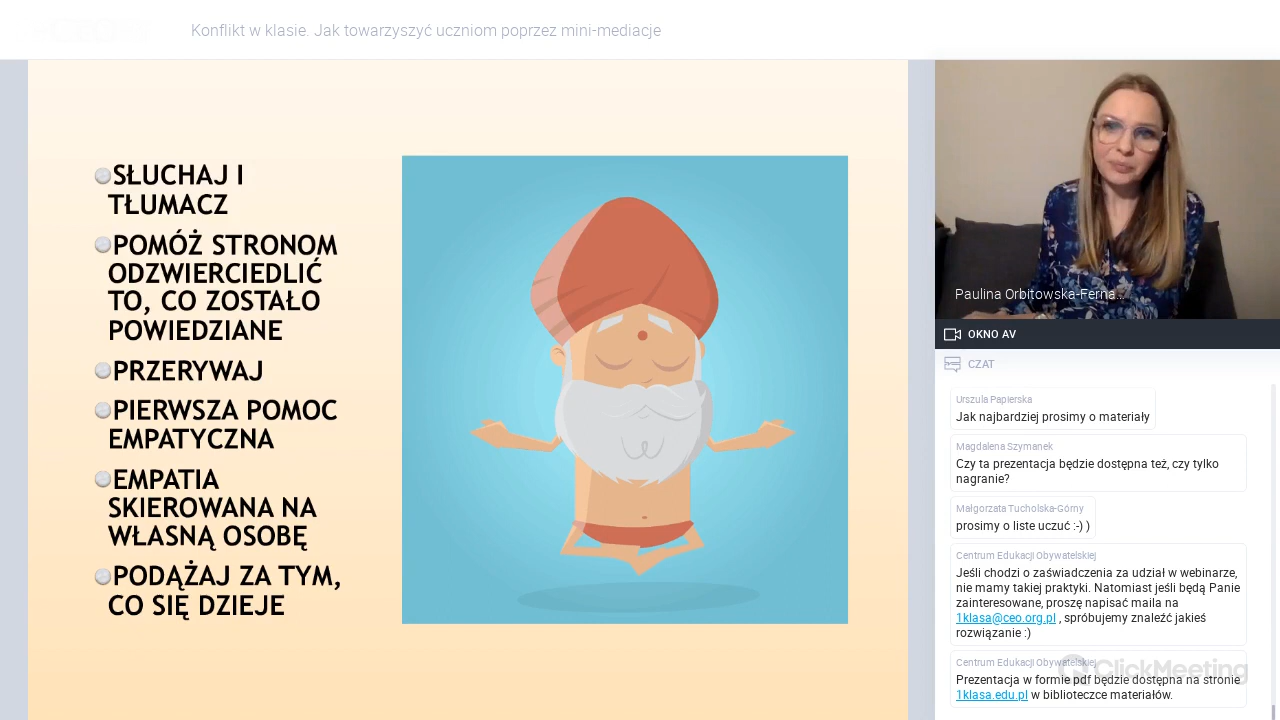 Konflikt w klasie. Jak towarzyszyć uczniom poprzez mini-mediacje
SŁUCHAJ I
TŁUMACZ
POMÓŻ STRONOM
ODZWIERCIEDLIĆ
TO, CO ZOSTAŁO
POWIEDZIANE
PRZERYWAJ
PIERWSZA POMOC
EMPATYCZNA
EMPATIA
SKIEROWANA NA
WŁASNĄ OSOBĘ
PODĄŻAJ ZA TYM,
CO SIĘ DZIEJE
Paulina Orbitowska-Ferna...
OKNO AV
CZAT
Urszula Papierska
Jak najbardziej prosimy o materiały
Magdalena Szymanek
Czy ta prezentacja będzie dostępna też, czy tylko
nagranie?
Małgorzata Tucholska-Górny
prosimy o liste uczuć :-) )
Centrum Edukacji Obywatelskiej
Jeśli chodzi o zaświadczenia za udział w webinarze,
nie mamy takiej praktyki. Natomiast jeśli będą Panie
zainteresowane, proszę napisać maila na
1klasa@ceo.org.pl , spróbujemy znaleźć jakieś
rozwiązanie :)
Centrum Edukacji Obywatelskiej
ClickMeeting
Prezentacja w formie pdf będzie dostępna na stronie
1klasa.edu.pl w biblioteczce materiałów.